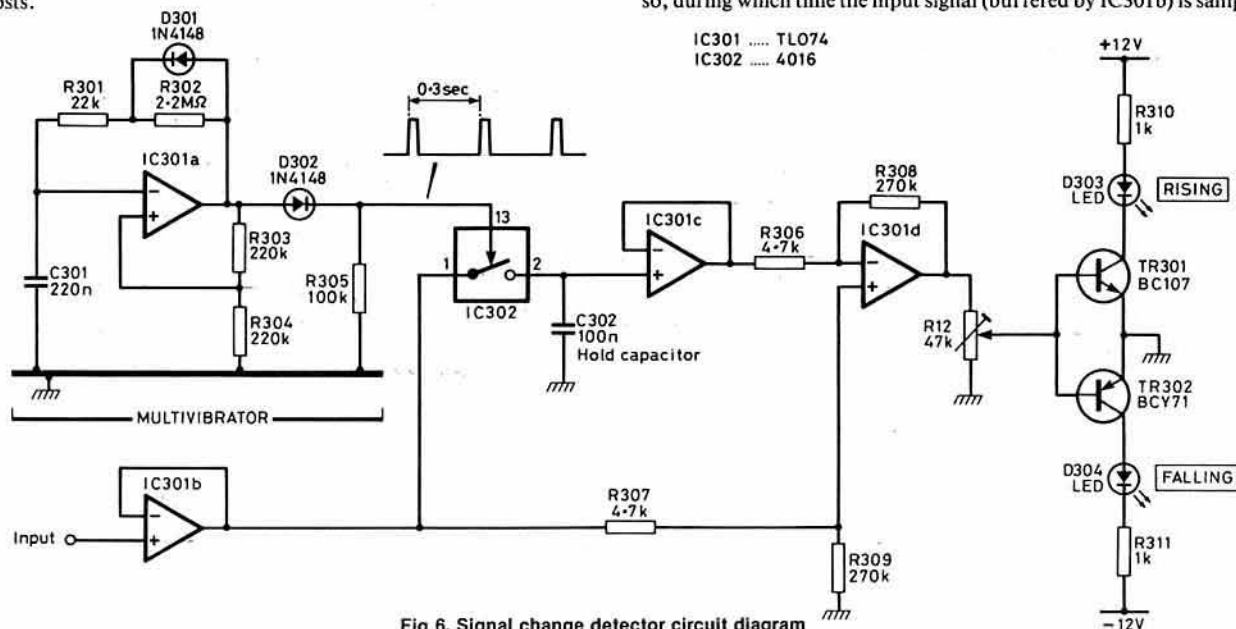 osts.
so, during which time the input signal (buffered by IC301b) is samp
IC301 ..... TL074
IC302 ..... 4016
D301
1N4148
R301
22k
R302
2·2MΩ
IC301a
D302
1N4148
C301
220n
R303
220k
R304
220k
R305
100k
MULTIVIBRATOR
0·3sec
13
1
2
IC302
C302
100n
Hold capacitor
IC301c
R306
4·7k
R308
270k
IC301d
R12
47k
+12V
R310
1k
D303
LED
RISING
TR301
BC107
TR302
BCY71
D304
LED
FALLING
R311
1k
−12V
Input
IC301b
R307
4·7k
R309
270k
− +
− +
− +
− +
Fig 6. Signal change detector circuit diagram